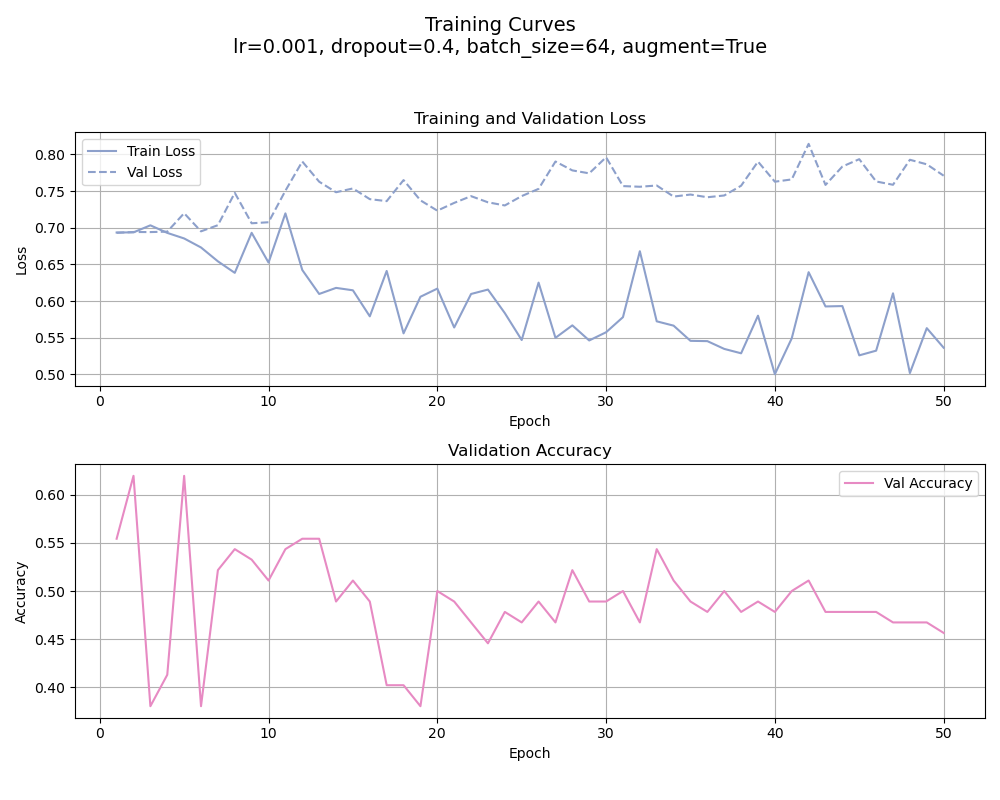 Training Curves
lr=0.001, dropout=0.4, batch_size=64, augment=True
Training and Validation Loss
Train Loss
Val Loss
0.80
0.75
0.70
0.65
0.60
0.55
0.50
Loss
0 10 20 30 40 50
Epoch
Validation Accuracy
Val Accuracy
0.60
0.55
0.50
0.45
0.40
Accuracy
0 10 20 30 40 50
Epoch